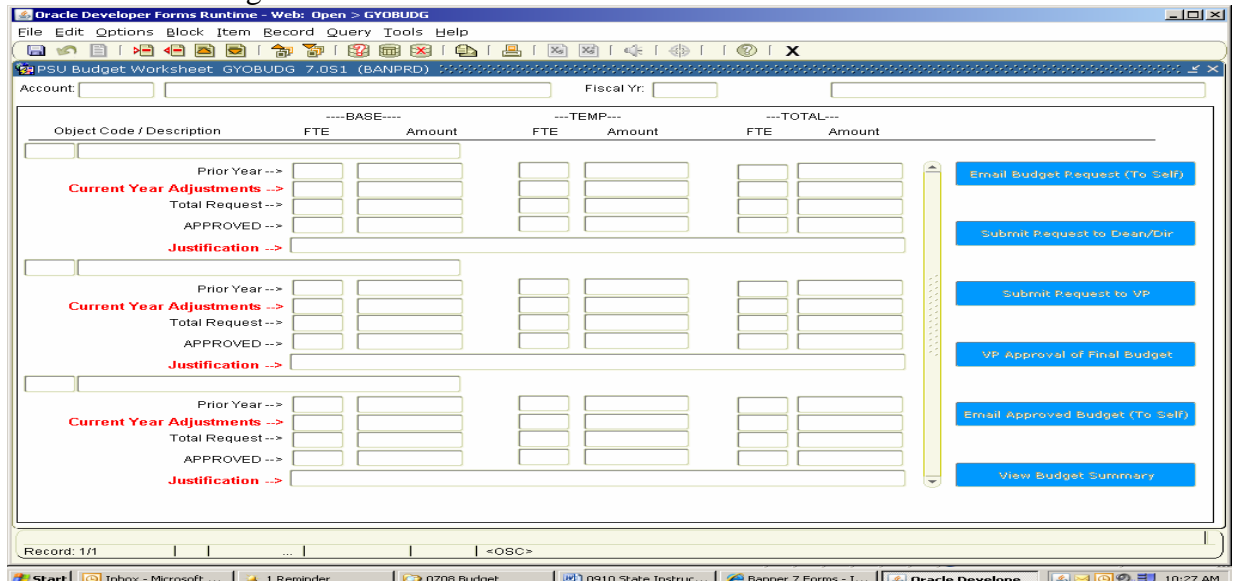 Oracle Developer Forms Runtime - Web: Open > GYOBUDG
File Edit Options Block Item Record Query Tools Help
PSU Budget Worksheet GYOBUDG 7.0S1 (BANPRD)
Account: Fiscal Yr:
----BASE---- ---TEMP--- ---TOTAL---
Object Code / Description FTE Amount FTE Amount FTE Amount
Prior Year -->
Email Budget Request (To Self)
Current Year Adjustments -->
Total Request -->
APPROVED -->
Submit Request to Dean/Dir
Justification -->
Prior Year -->
Submit Request to VP
Current Year Adjustments -->
Total Request -->
APPROVED -->
VP Approval of Final Budget
Justification -->
Prior Year -->
Email Approved Budget (To Self)
Current Year Adjustments -->
Total Request -->
APPROVED -->
View Budget Summary
Justification -->
Record: 1/1 ... <OSC>
Start Inbox - Microsoft ... 1 Reminder 0708 Budget 0910 State Instruc... Banner 7 Forms - I... Oracle Develope... 10:27 AM